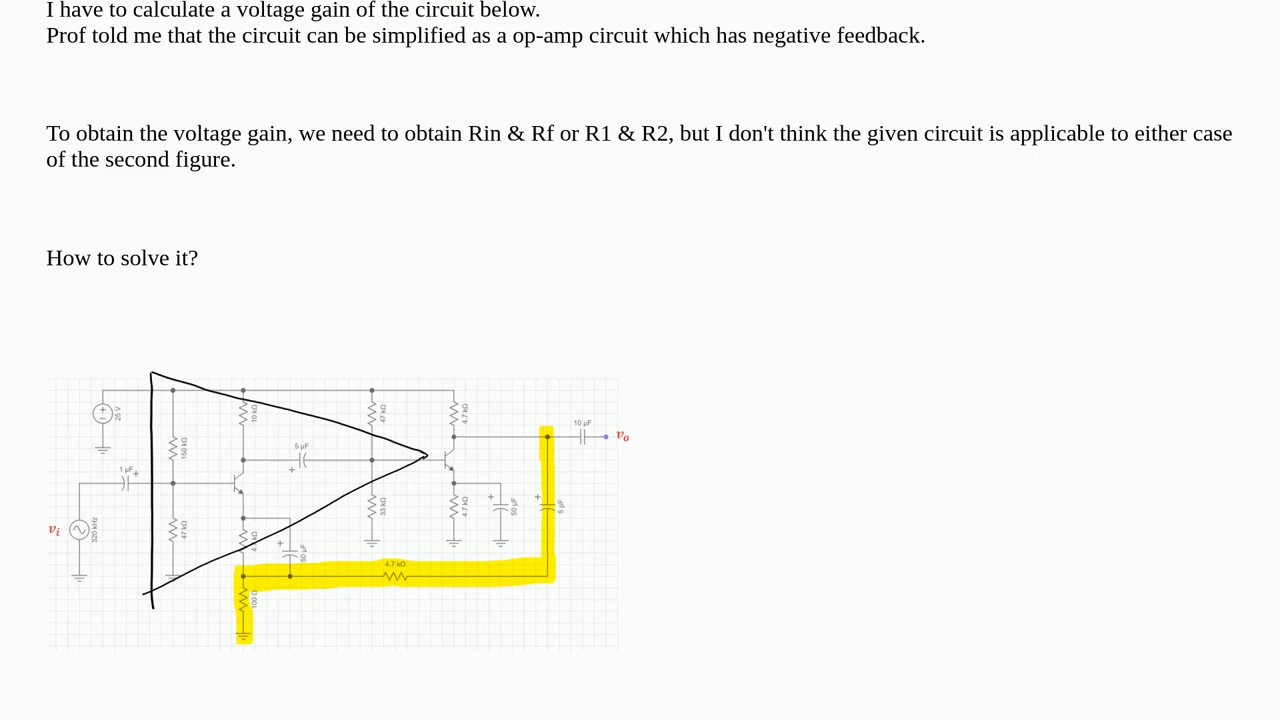 I have to calculate a voltage gain of the circuit below.
Prof told me that the circuit can be simplified as a op-amp circuit which has negative feedback.
To obtain the voltage gain, we need to obtain Rin & Rf or R1 & R2, but I don't think the given circuit is applicable to either case
of the second figure.
How to solve it?
25 V
150 kΩ
10 kΩ
47 kΩ
4.7 kΩ
10 μF
vo
5 μF
+
1 μF
+
vi
320 kHz
47 kΩ
+
50 μF
33 kΩ
4.7 kΩ
+
50 μF
+
5 μF
4.7 kΩ
100 Ω